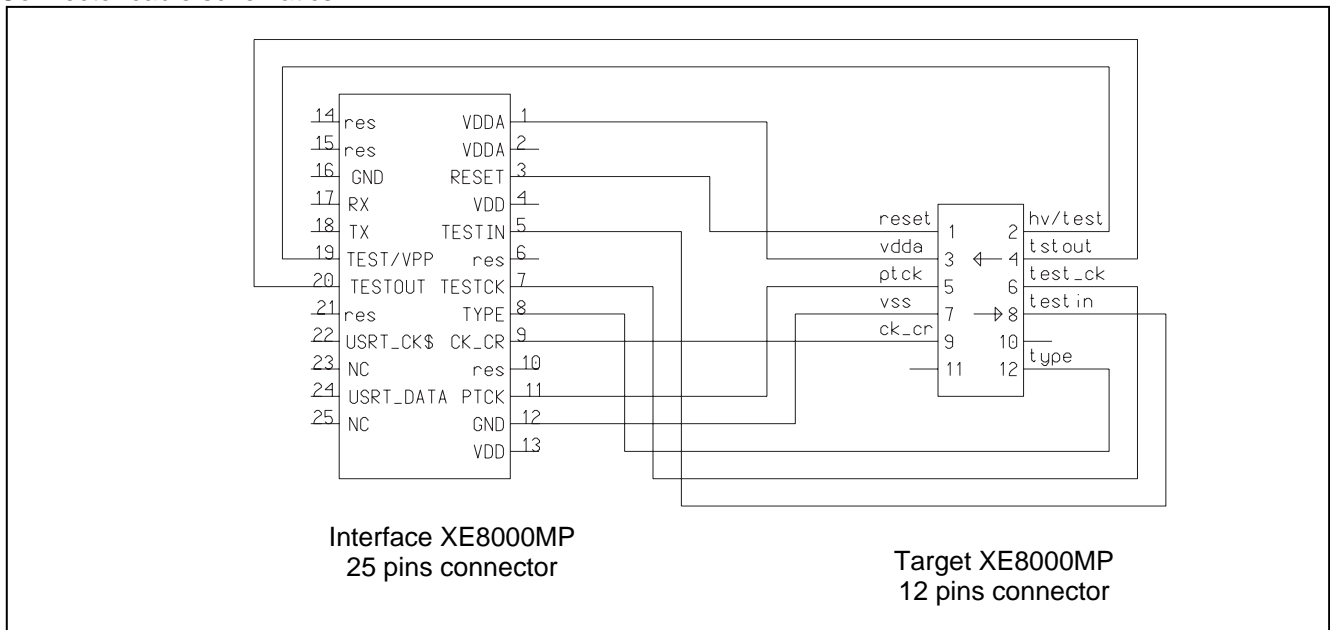 14 res VDDA 1
15 res VDDA 2
16 GND RESET 3
17 RX VDD 4
18 TX TESTIN 5
19 TEST/VPP res 6
20 TESTOUT TESTCK 7
21 res TYPE 8
22 USRT_CK$ CK_CR 9
23 NC res 10
24 USRT_DATA PTCK 11
25 NC GND 12
VDD 13
reset 1 2 hv/test
vdda 3 4 tstout
ptck 5 6 test_ck
vss 7 8 testin
ck_cr 9 10
11 12 type
Interface XE8000MP
25 pins connector
Target XE8000MP
12 pins connector